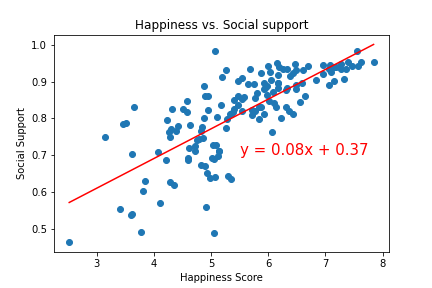 Happiness vs. Social support
1.0
0.9
0.8
0.7
0.6
0.5
Social Support
y = 0.08x + 0.37
3 4 5 6 7 8
Happiness Score